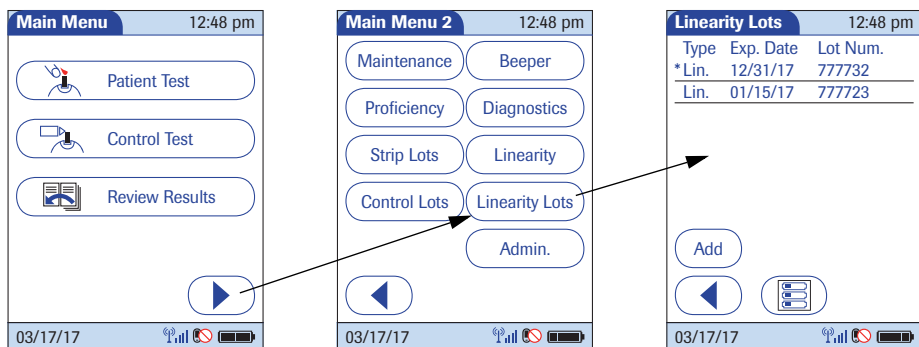 Main Menu 12:48 pm
Patient Test
Control Test
Review Results
03/17/17
Main Menu 2 12:48 pm
Maintenance Beeper
Proficiency Diagnostics
Strip Lots Linearity
Control Lots Linearity Lots
Admin.
03/17/17
Linearity Lots 12:48 pm
Type Exp. Date Lot Num.
*Lin. 12/31/17 777732
Lin. 01/15/17 777723
Add
03/17/17